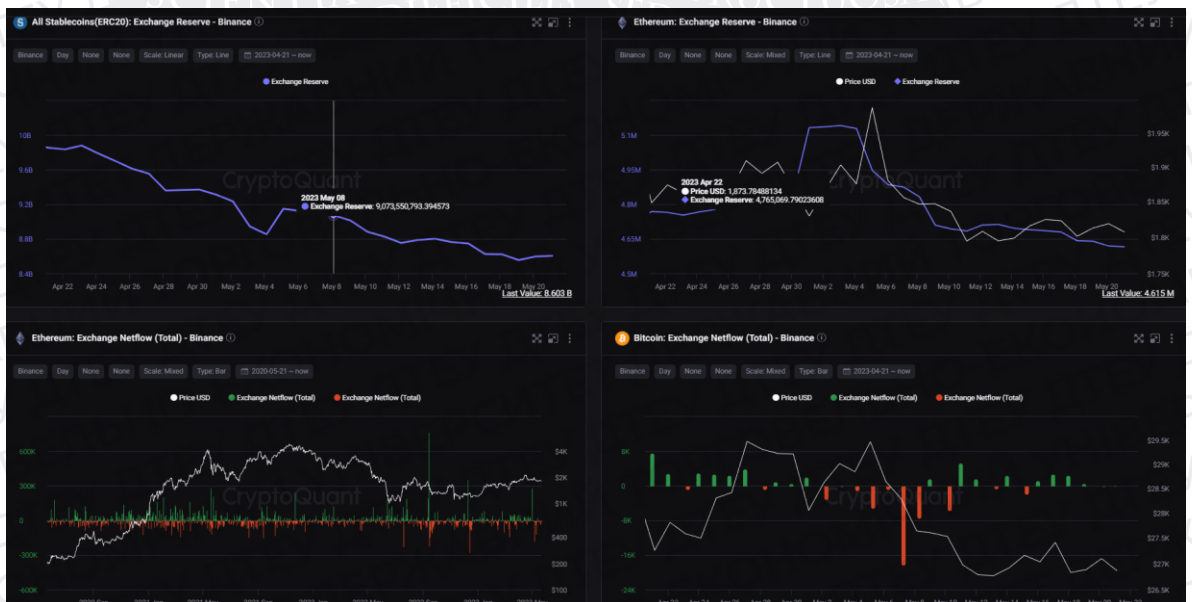 All Stablecoins(ERC20): Exchange Reserve - Binance
Binance Day None None Scale: Linear Type: Line 2023-04-21 ~ now
Exchange Reserve
10B
9.6B
9.2B
8.8B
8.4B
CryptoQuant
2023 May 08
Exchange Reserve: 9,073,550,793.394573
Apr 22 Apr 24 Apr 26 Apr 28 Apr 30 May 2 May 4 May 6 May 8 May 10 May 12 May 14 May 16 May 18 May 20
Last Value: 8.603 B
Ethereum: Exchange Reserve - Binance
Binance Day None None Scale: Mixed Type: Line 2023-04-21 ~ now
Price USD Exchange Reserve
5.1M
4.95M
4.8M
4.65M
4.5M
$1.95K
$1.9K
$1.85K
$1.8K
$1.75K
CryptoQuant
2023 Apr 22
Price USD: 1,873.78488134
Exchange Reserve: 4,765,069.79023608
Apr 22 Apr 24 Apr 26 Apr 28 Apr 30 May 2 May 4 May 6 May 8 May 10 May 12 May 14 May 16 May 18 May 20
Last Value: 4.615 M
Ethereum: Exchange Netflow (Total) - Binance
Binance Day None None Scale: Mixed Type: Bar 2020-05-21 ~ now
Price USD Exchange Netflow (Total) Exchange Netflow (Total)
600K
300K
0
-300K
-600K
$4K
$2K
$1K
$400
$200
$100
CryptoQuant
Bitcoin: Exchange Netflow (Total) - Binance
Binance Day None None Scale: Mixed Type: Bar 2023-04-21 ~ now
Price USD Exchange Netflow (Total) Exchange Netflow (Total)
8K
0
-8K
-16K
-24K
$29.5K
$29K
$28.5K
$28K
$27.5K
$27K
$26.5K
CryptoQuant